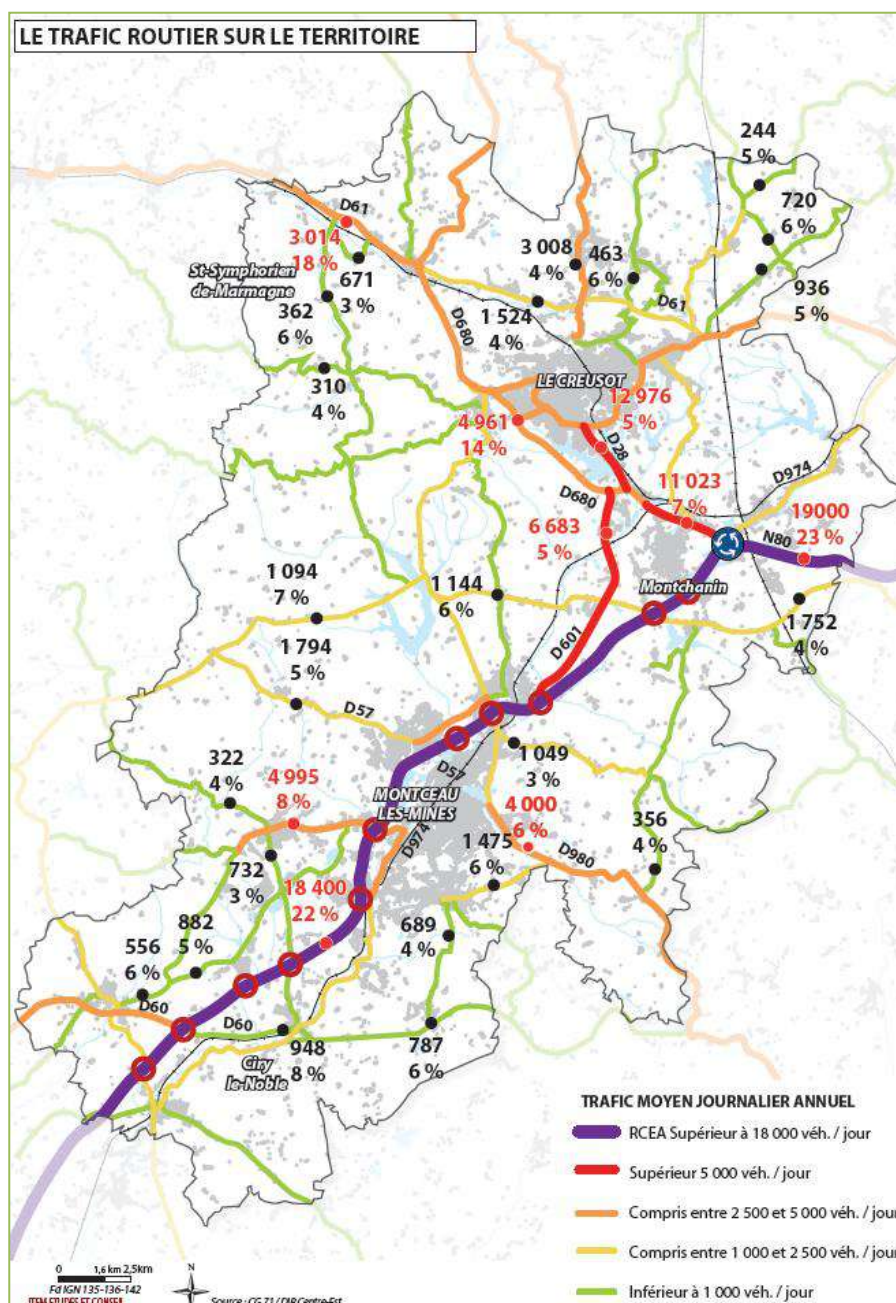 LE TRAFIC ROUTIER SUR LE TERRITOIRE
244
5 %
720
6 %
D61
3 014
18 %
3 008
4 %
463
6 %
St-Symphorien
de-Marmagne
671
3 %
936
5 %
D61
362
6 %
D680
1 524
4 %
310
4 %
LE CREUSOT
12 976
5 %
4 961
14 %
D28
D974
11 023
7 %
D680
19000
23 %
6 683
5 %
N80
Montchanin
1 094
7 %
1 144
6 %
1 752
4 %
1 794
5 %
D601
D57
1 049
3 %
322
4 %
4 995
8 %
D57
MONTCEAU
LES-MINES
4 000
6 %
356
4 %
D974
1 475
6 %
D980
732
3 %
18 400
22 %
882
5 %
689
4 %
556
6 %
D60
D60
948
8 %
787
6 %
Ciry
le-Noble
TRAFIC MOYEN JOURNALIER ANNUEL
RCEA Supérieur à 18 000 véh. / jour
Supérieur 5 000 véh. / jour
Compris entre 2 500 et 5 000 véh. / jour
Compris entre 1 000 et 2 500 véh. / jour
Inférieur à 1 000 véh. / jour
0 1,6 km 2,5km
N
Fd IGN 135-136-142
ITEM ETUDES ET CONSEIL
Source : CG 71 / DIR Centre-Est